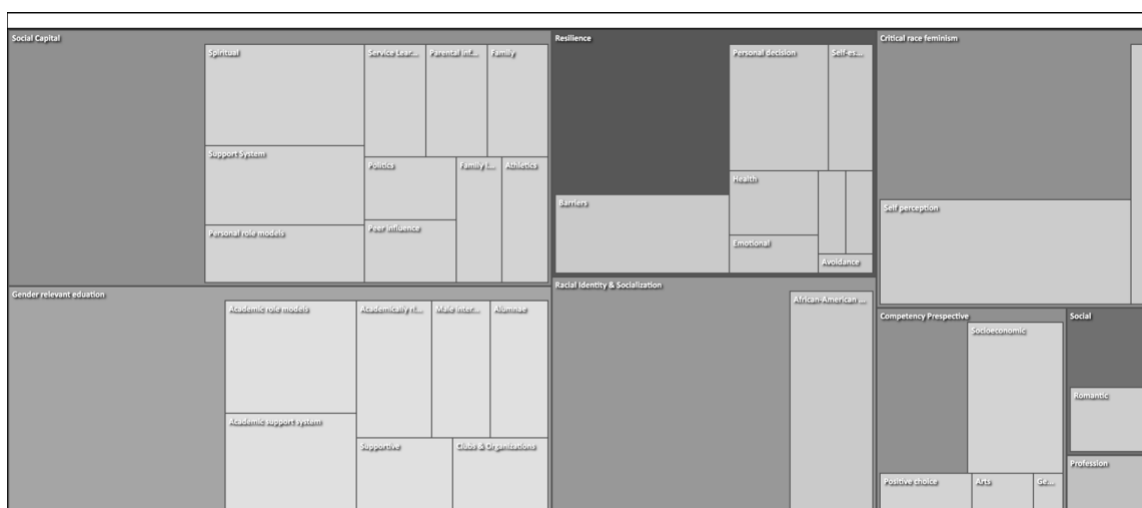 Social Capital
Spiritual
Service Lear...
Parental inf...
Family
Support System
Politics
Family I...
Athletics
Personal role models
Peer influence
Resilience
Personal decision
Self-es...
Health
Barriers
Emotional
Avoidance
Critical race feminism
Self perception
Gender relevant eduation
Academic role models
Academically ri...
Male inter...
Alumniae
Academic support system
Supportive
Clubs & Organizations
Racial Identity & Socialization
African-American ...
Competency Prespective
Socioeconomic
Positive choice
Arts
Ge...
Social
Romantic
Profession